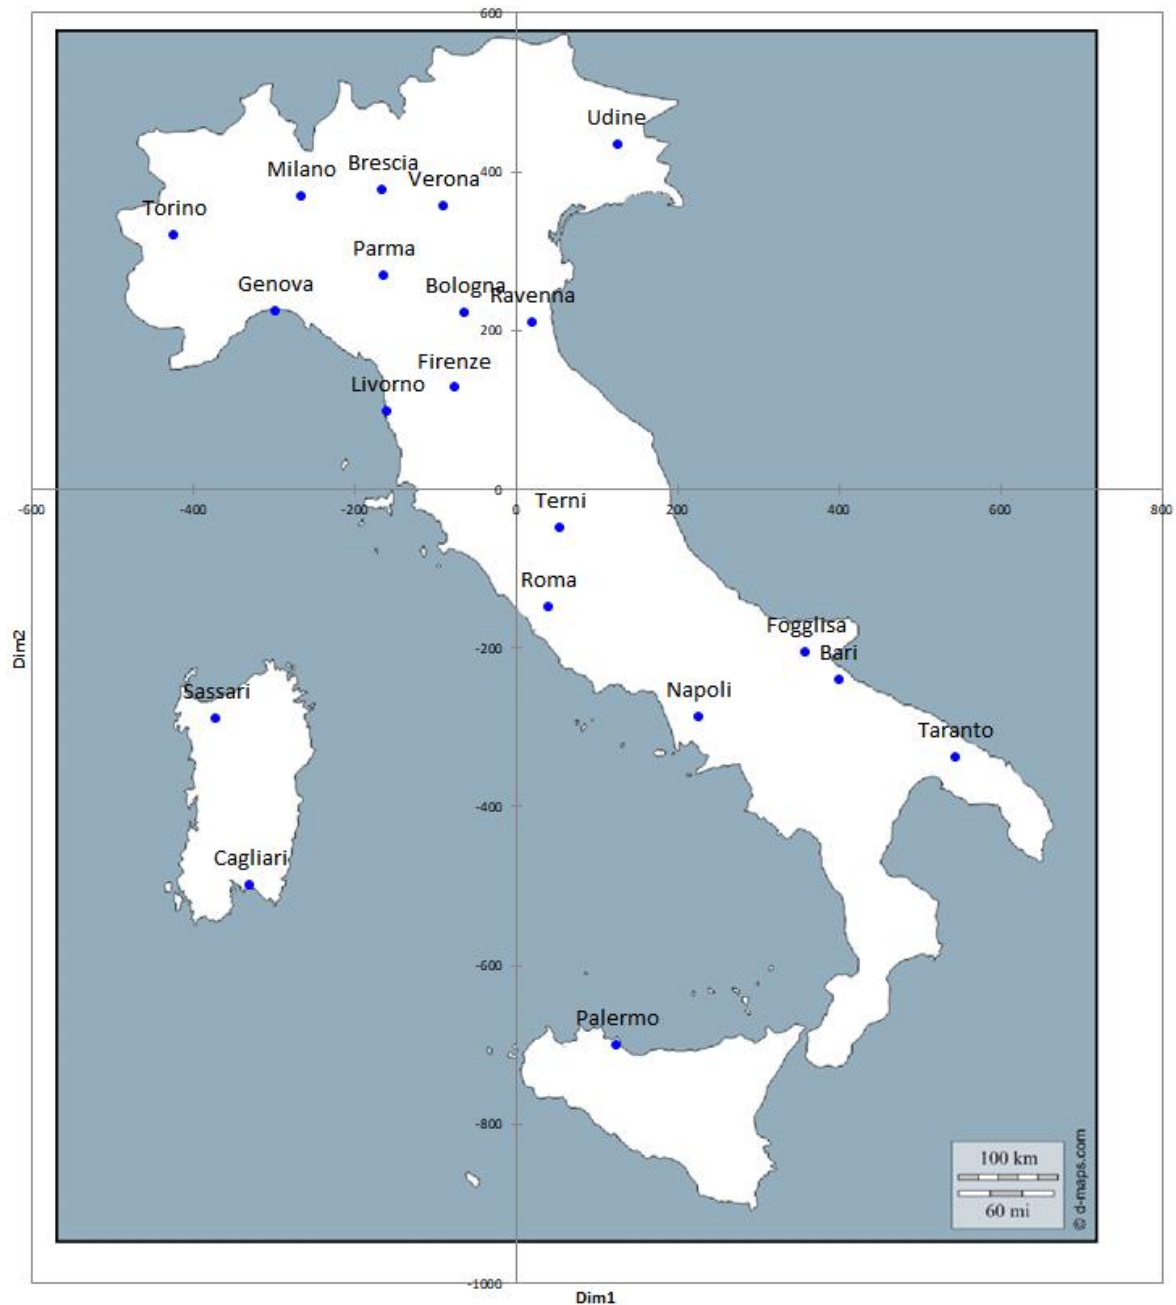 600
Udine
Milano
Brescia
Verona
400
Torino
Parma
Genova
Bologna
Ravenna
200
Firenze
Livorno
0
-600
-400
-200
0
200
400
600
800
Terni
Roma
Fogglisa
Dim2
-200
Bari
Sassari
Napoli
Taranto
-400
Cagliari
-600
Palermo
-800
100 km
60 mi
© d-maps.com
-1000
Dim1